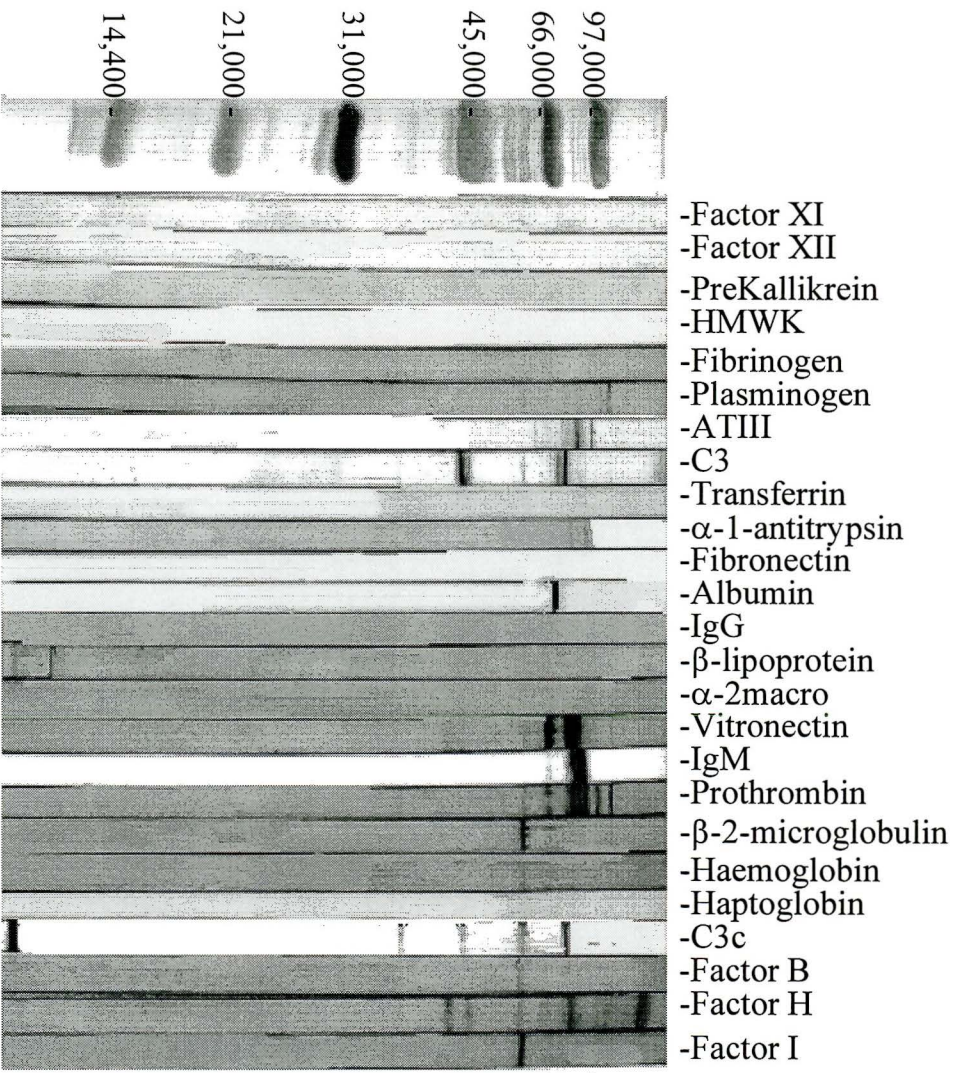 14,400
21,000
31,000
45,000
66,000
97,000
-Factor XI
-Factor XII
-PreKallikrein
-HMWK
-Fibrinogen
-Plasminogen
-ATIII
-C3
-Transferrin
-α-1-antitrypsin
-Fibronectin
-Albumin
-IgG
-β-lipoprotein
-α-2macro
-Vitronectin
-IgM
-Prothrombin
-β-2-microglobulin
-Haemoglobin
-Haptoglobin
-C3c
-Factor B
-Factor H
-Factor I